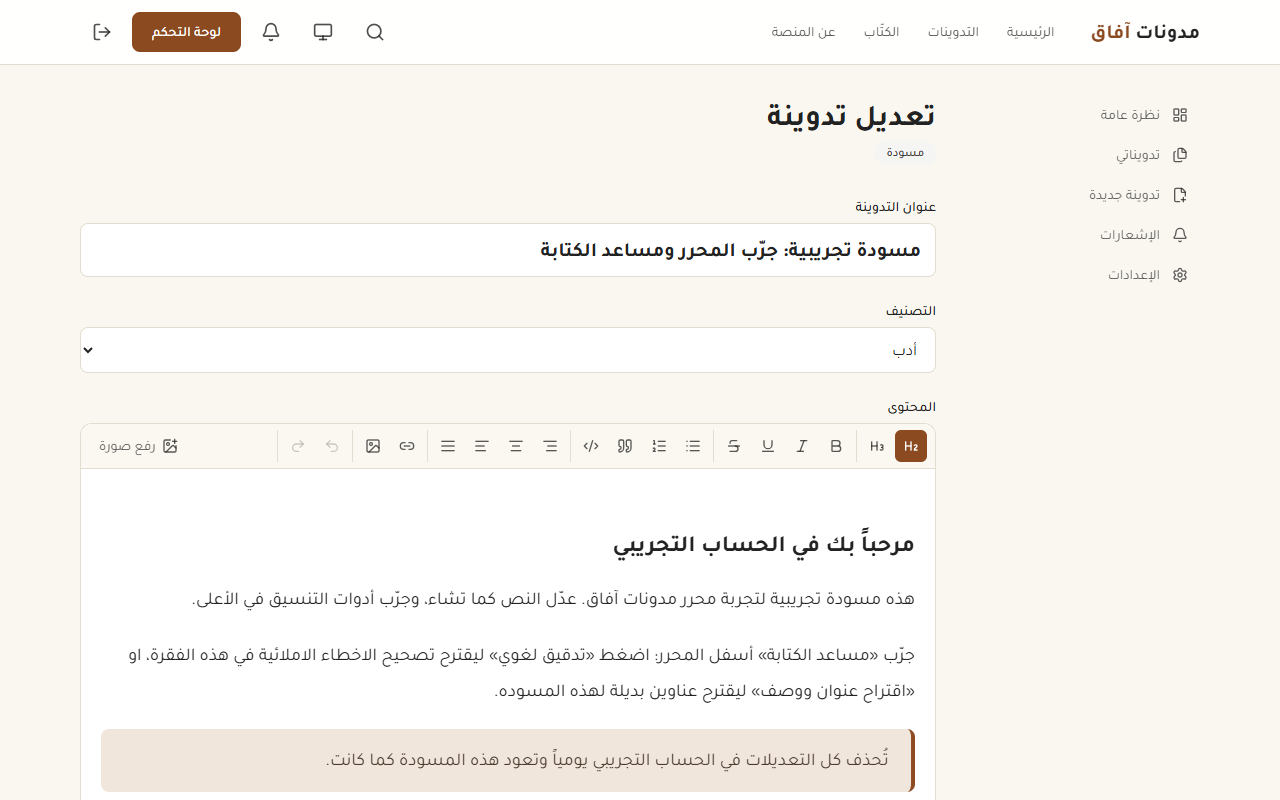 مدونات آفاق
الرئيسية
التدوينات
الكتّاب
عن المنصة
لوحة التحكم
نظرة عامة
تدويناتي
تدوينة جديدة
الإشعارات
الإعدادات
تعديل تدوينة
مسودة
عنوان التدوينة
مسودة تجريبية: جرّب المحرر ومساعد الكتابة
التصنيف
أدب
المحتوى
H2 H3 B I U S رفع صورة
مرحباً بك في الحساب التجريبي
هذه مسودة تجريبية لتجربة محرر مدونات آفاق. عدّل النص كما تشاء، وجرّب أدوات التنسيق في الأعلى.
جرّب «مساعد الكتابة» أسفل المحرر: اضغط «تدقيق لغوي» ليقترح تصحيح الاخطاء الاملائية في هذه الفقرة، او
«اقتراح عنوان ووصف» ليقترح عناوين بديلة لهذه المسوده.
تُحذف كل التعديلات في الحساب التجريبي يومياً وتعود هذه المسودة كما كانت.